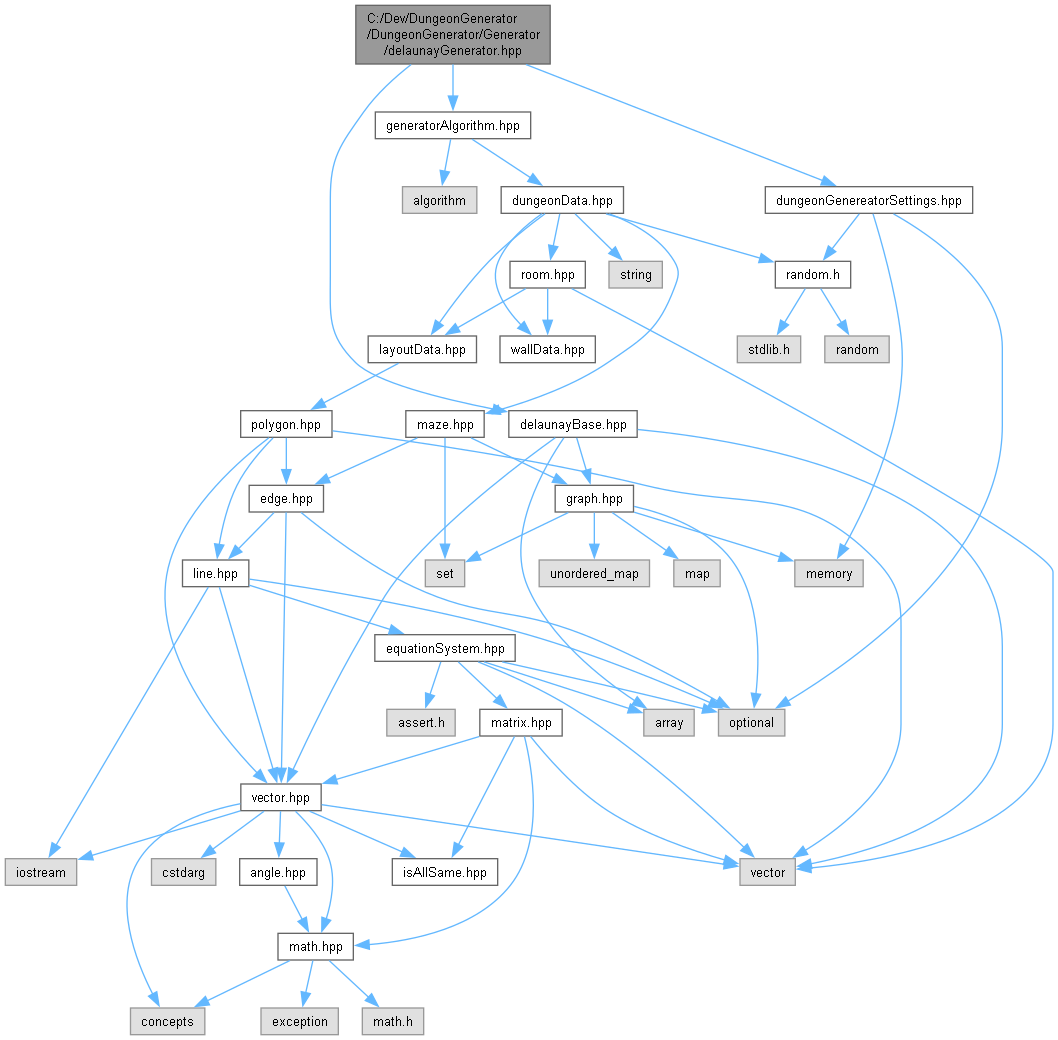 C:/Dev/DungeonGenerator
/DungeonGenerator/Generator
/delaunayGenerator.hpp
generatorAlgorithm.hpp
algorithm
dungeonData.hpp
dungeonGenereatorSettings.hpp
room.hpp
string
random.h
layoutData.hpp
wallData.hpp
stdlib.h
random
polygon.hpp
maze.hpp
delaunayBase.hpp
edge.hpp
graph.hpp
line.hpp
set
unordered_map
map
memory
equationSystem.hpp
assert.h
matrix.hpp
array
optional
vector.hpp
iostream
cstdarg
angle.hpp
isAllSame.hpp
vector
math.hpp
concepts
exception
math.h